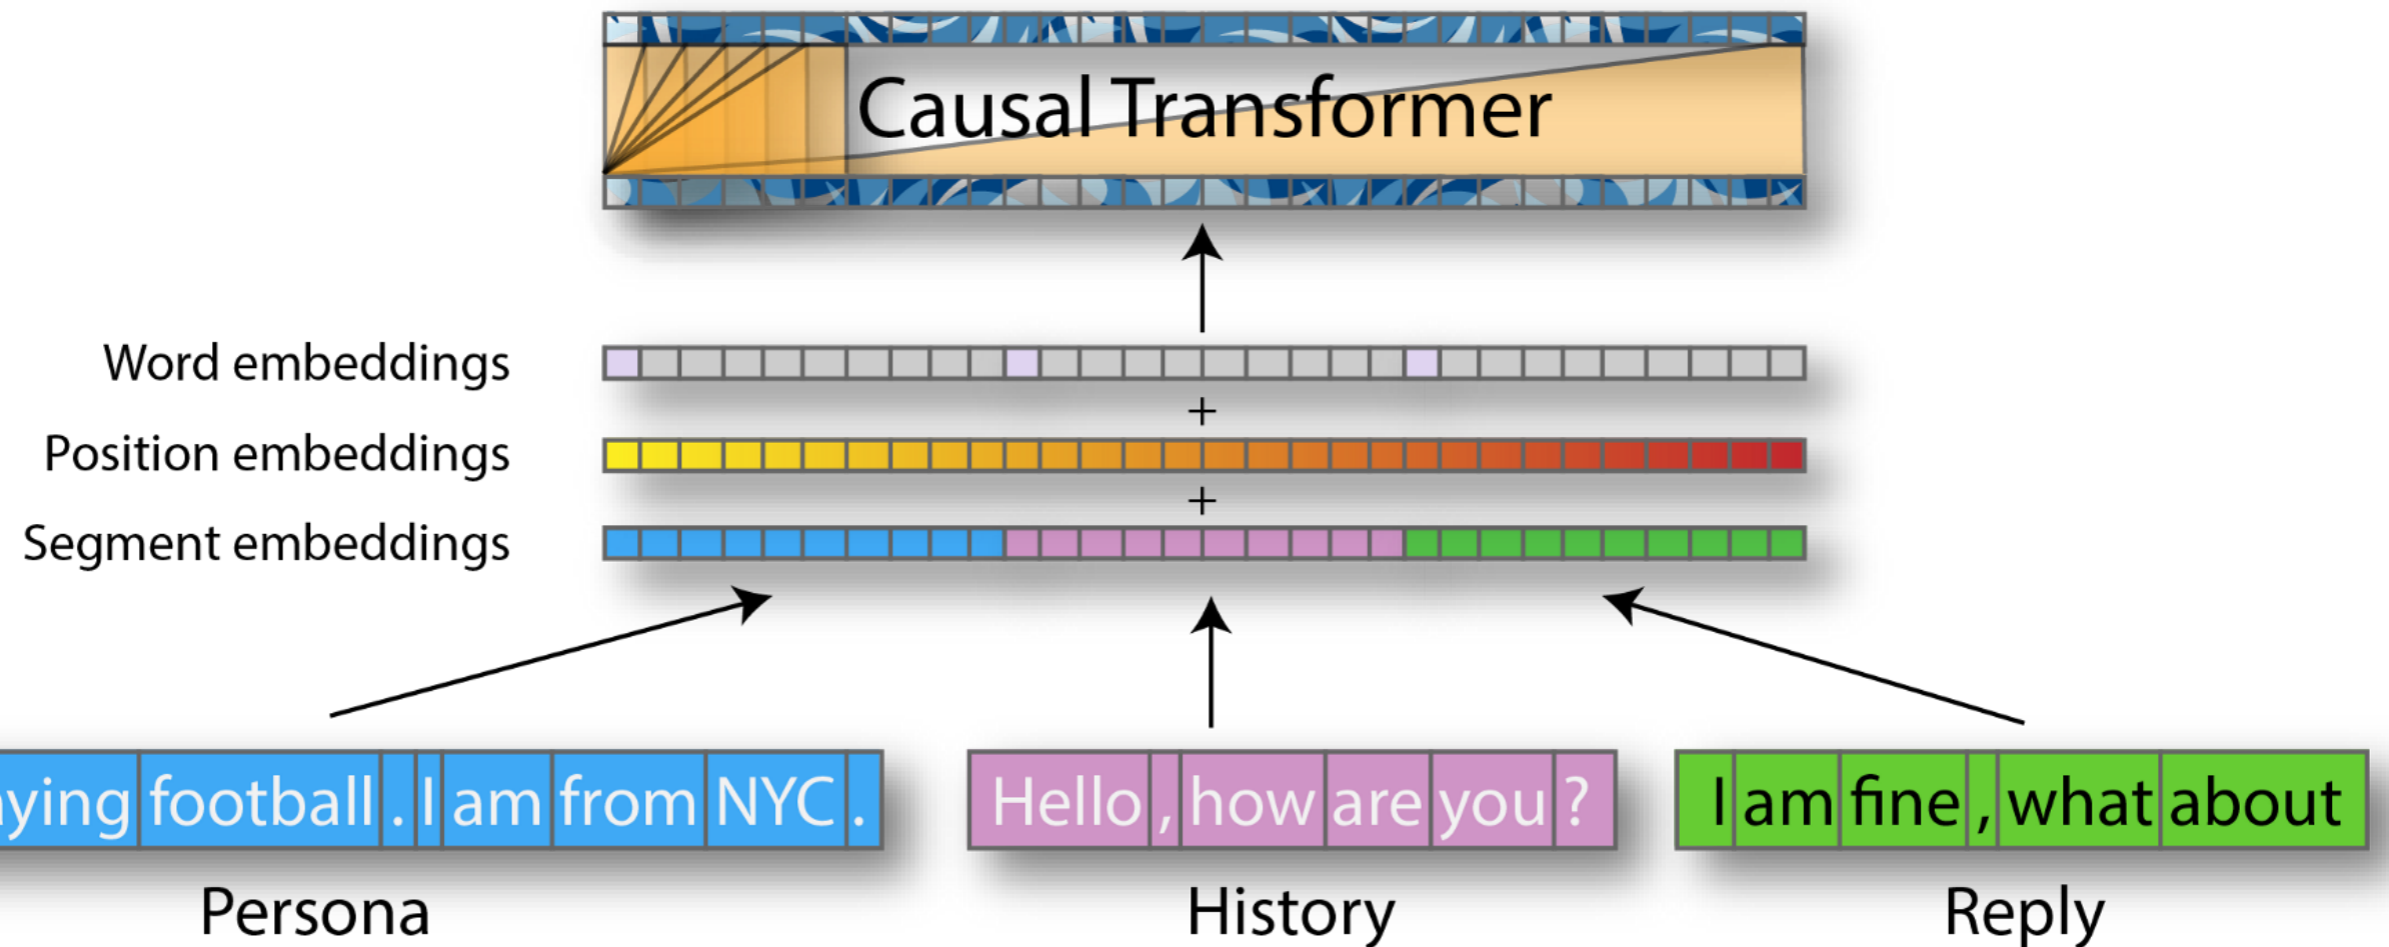 Causal Transformer
Word embeddings
+
Position embeddings
+
Segment embeddings
football . I am from NYC .
Hello , how are you ?
I am fine , what about
Persona
History
Reply